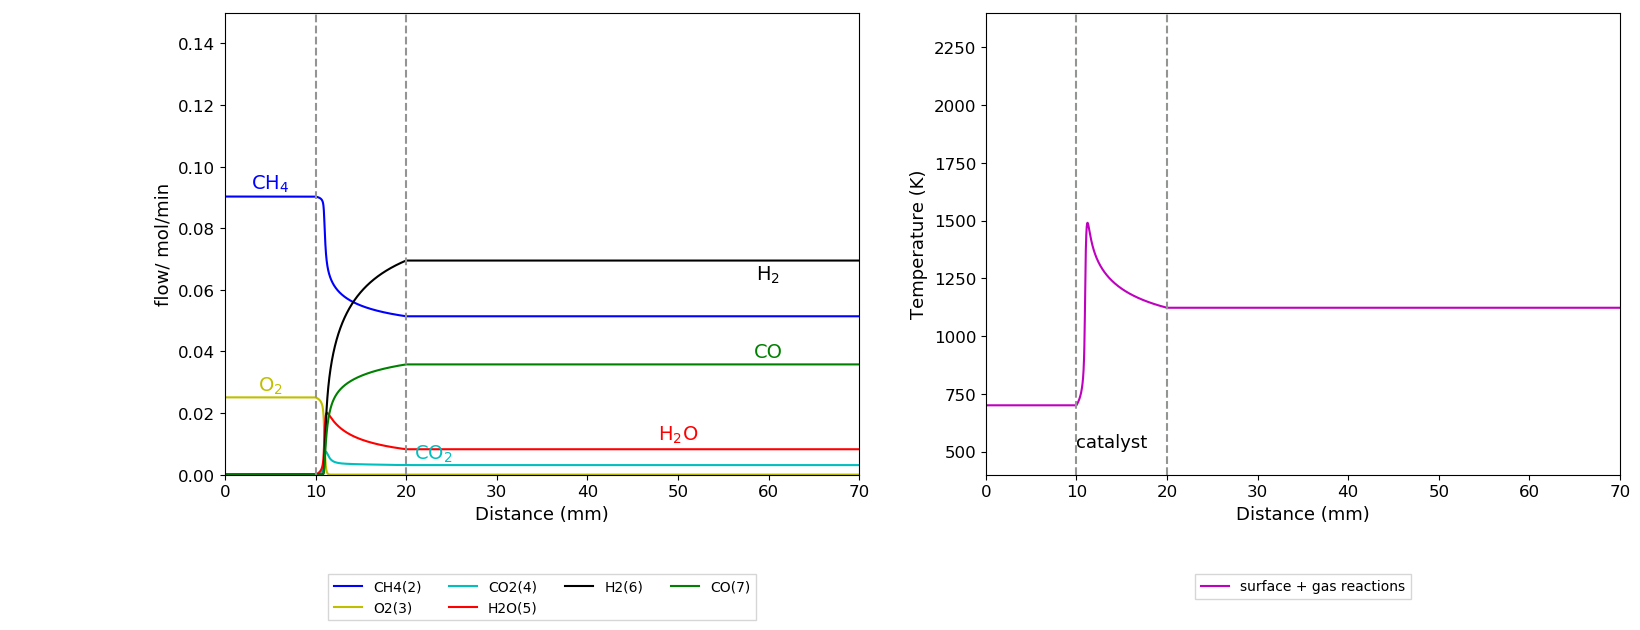 0.14
0.12
0.10
0.08
0.06
0.04
0.02
0.00
flow/ mol/min
CH4
O2
H2
CO
H2O
CO2
0 10 20 30 40 50 60 70
Distance (mm)
CH4(2) CO2(4) H2(6) CO(7)
O2(3) H2O(5)
2250
2000
1750
1500
1250
1000
750
500
Temperature (K)
catalyst
0 10 20 30 40 50 60 70
Distance (mm)
surface + gas reactions